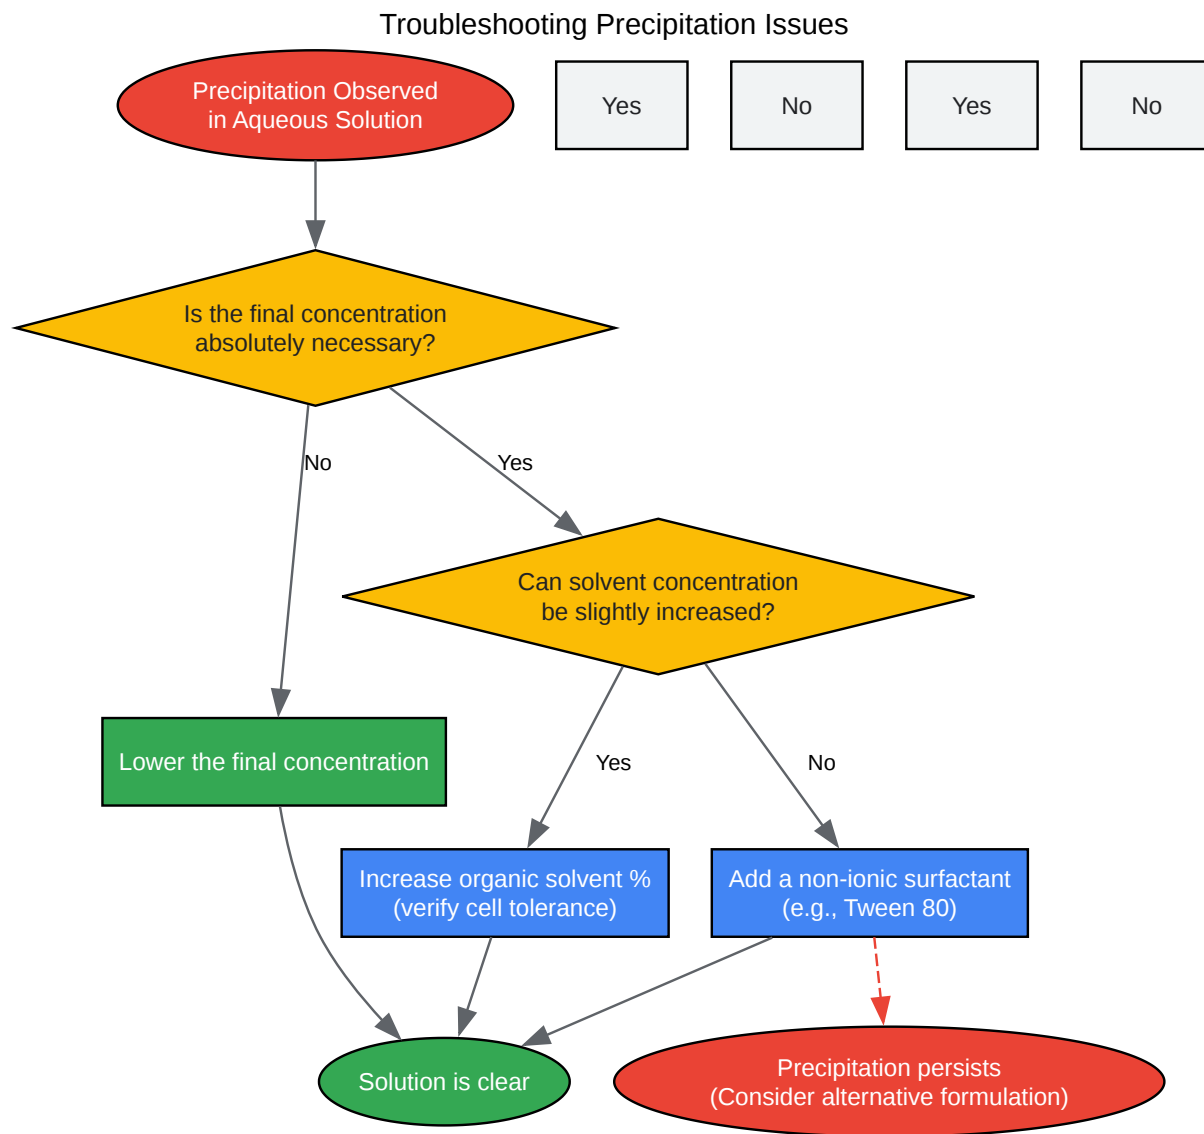 Troubleshooting Precipitation Issues
Precipitation Observed
in Aqueous Solution
Yes
No
Yes
No
Is the final concentration
absolutely necessary?
No
Yes
Can solvent concentration
be slightly increased?
Lower the final concentration
Yes
No
Increase organic solvent %
(verify cell tolerance)
Add a non-ionic surfactant
(e.g., Tween 80)
Solution is clear
Precipitation persists
(Consider alternative formulation)